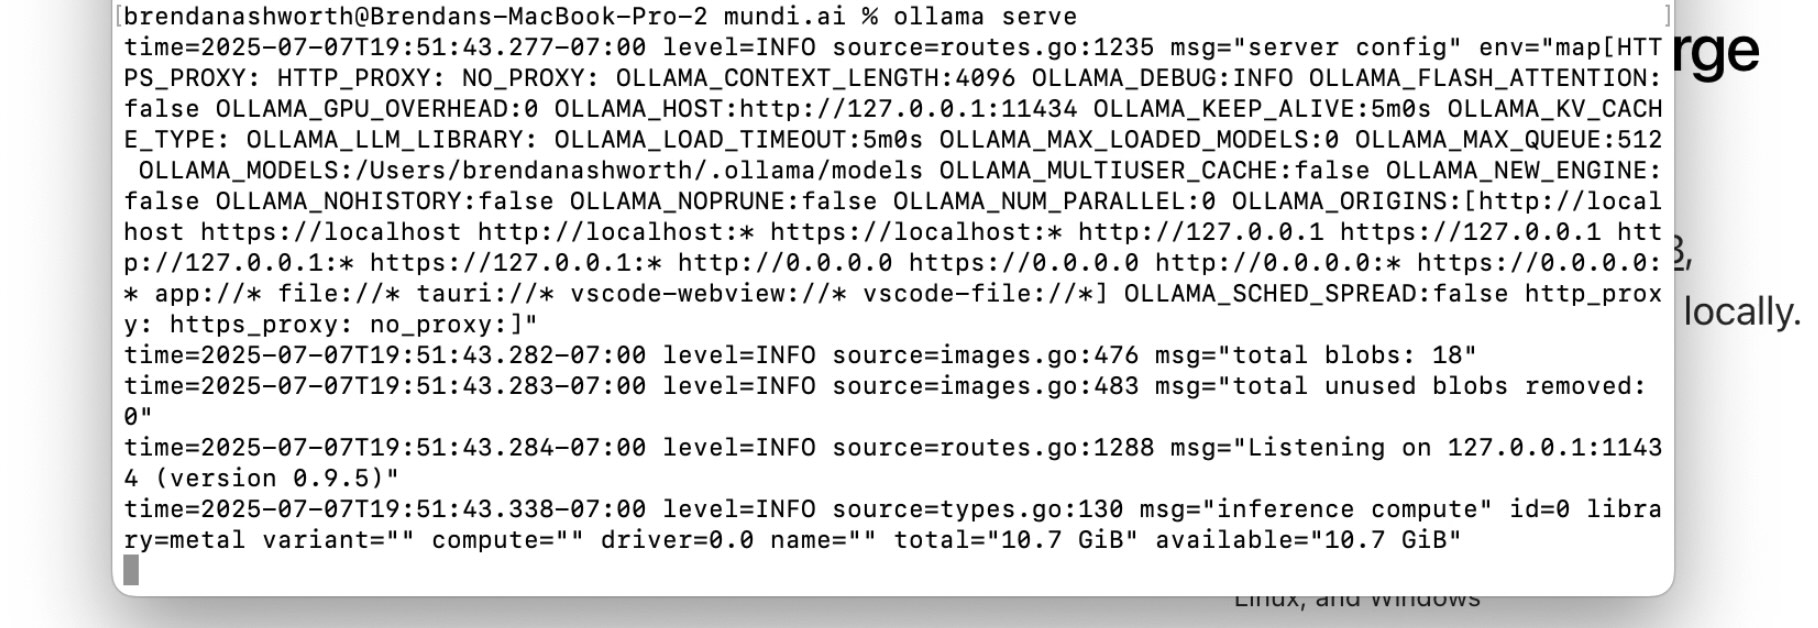 [brendanashworth@Brendans-MacBook-Pro-2 mundi.ai % ollama serve ]
time=2025-07-07T19:51:43.277-07:00 level=INFO source=routes.go:1235 msg="server config" env="map[HTT
PS_PROXY: HTTP_PROXY: NO_PROXY: OLLAMA_CONTEXT_LENGTH:4096 OLLAMA_DEBUG:INFO OLLAMA_FLASH_ATTENTION:
false OLLAMA_GPU_OVERHEAD:0 OLLAMA_HOST:http://127.0.0.1:11434 OLLAMA_KEEP_ALIVE:5m0s OLLAMA_KV_CACH
E_TYPE: OLLAMA_LLM_LIBRARY: OLLAMA_LOAD_TIMEOUT:5m0s OLLAMA_MAX_LOADED_MODELS:0 OLLAMA_MAX_QUEUE:512
 OLLAMA_MODELS:/Users/brendanashworth/.ollama/models OLLAMA_MULTIUSER_CACHE:false OLLAMA_NEW_ENGINE:
false OLLAMA_NOHISTORY:false OLLAMA_NOPRUNE:false OLLAMA_NUM_PARALLEL:0 OLLAMA_ORIGINS:[http://local
host https://localhost http://localhost:* https://localhost:* http://127.0.0.1 https://127.0.0.1 htt
p://127.0.0.1:* https://127.0.0.1:* http://0.0.0.0 https://0.0.0.0 http://0.0.0.0:* https://0.0.0.0:
* app://* file://* tauri://* vscode-webview://* vscode-file://*] OLLAMA_SCHED_SPREAD:false http_prox
y: https_proxy: no_proxy:]"
time=2025-07-07T19:51:43.282-07:00 level=INFO source=images.go:476 msg="total blobs: 18"
time=2025-07-07T19:51:43.283-07:00 level=INFO source=images.go:483 msg="total unused blobs removed:
0"
time=2025-07-07T19:51:43.284-07:00 level=INFO source=routes.go:1288 msg="Listening on 127.0.0.1:1143
4 (version 0.9.5)"
time=2025-07-07T19:51:43.338-07:00 level=INFO source=types.go:130 msg="inference compute" id=0 libra
ry=metal variant="" compute="" driver=0.0 name="" total="10.7 GiB" available="10.7 GiB"
rge
locally.
Linux, and Windows